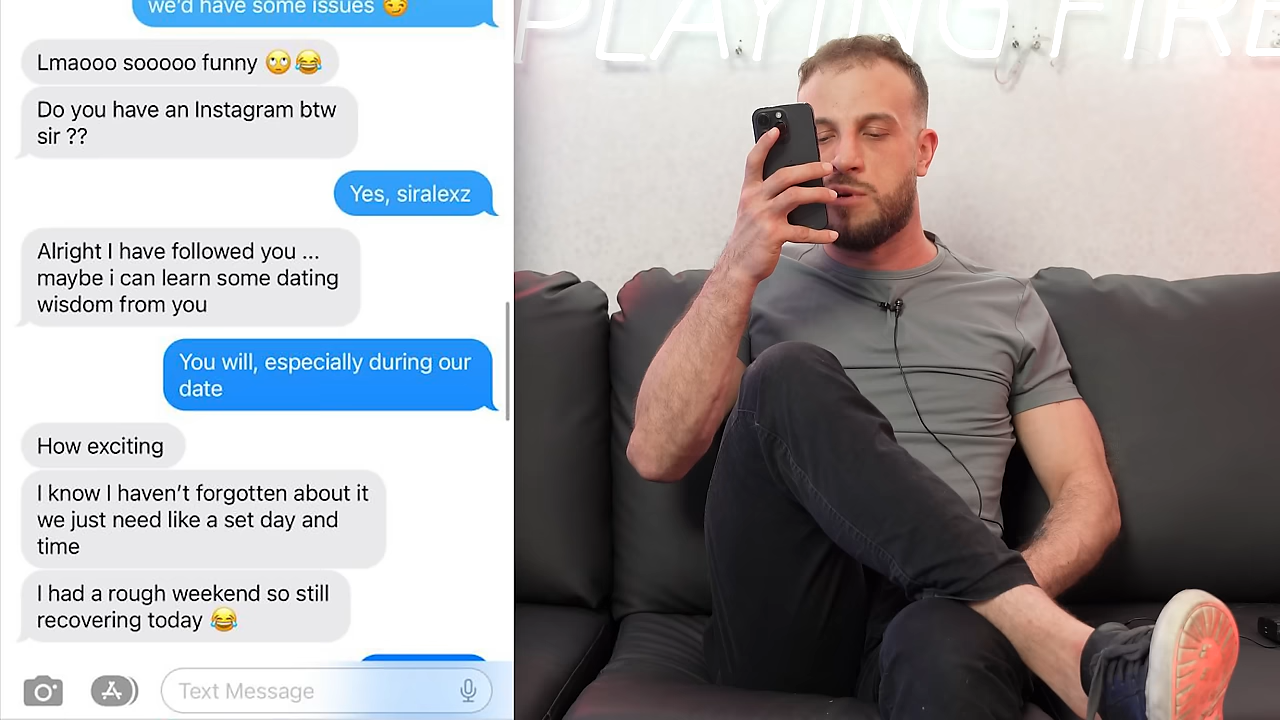 we'd have some issues 😏
Lmaooo sooooo funny 🙄😂
Do you have an Instagram btw
sir ??
Yes, siralexz
Alright I have followed you ...
maybe i can learn some dating
wisdom from you
You will, especially during our
date
How exciting
I know I haven't forgotten about it
we just need like a set day and
time
I had a rough weekend so still
recovering today 😂
Text Message
PLAYING FIRE